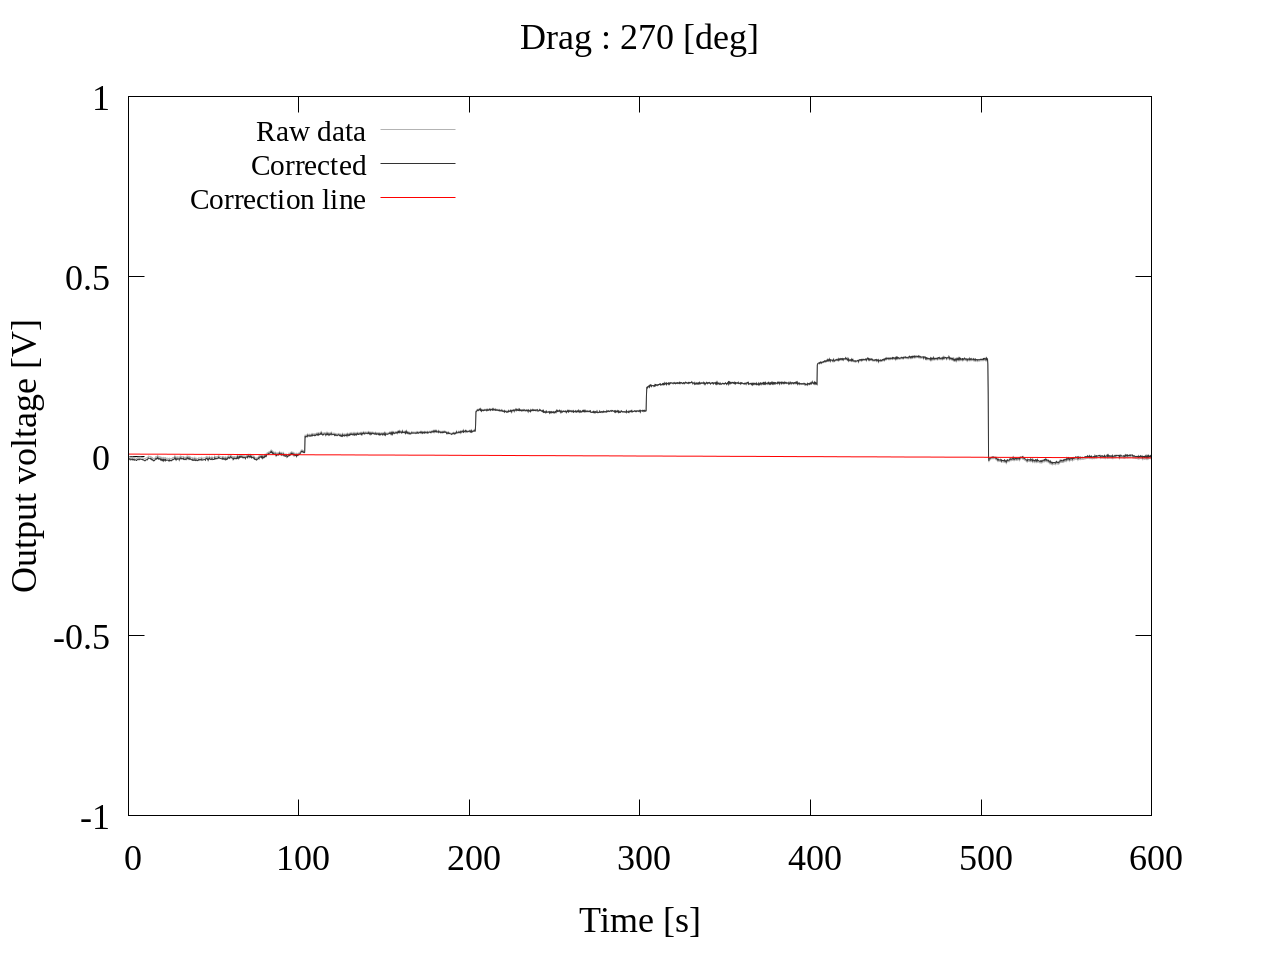 Drag : 270 [deg]
1
0.5
0
-0.5
-1
Raw data
Corrected
Correction line
Output voltage [V]
0 100 200 300 400 500 600
Time [s]